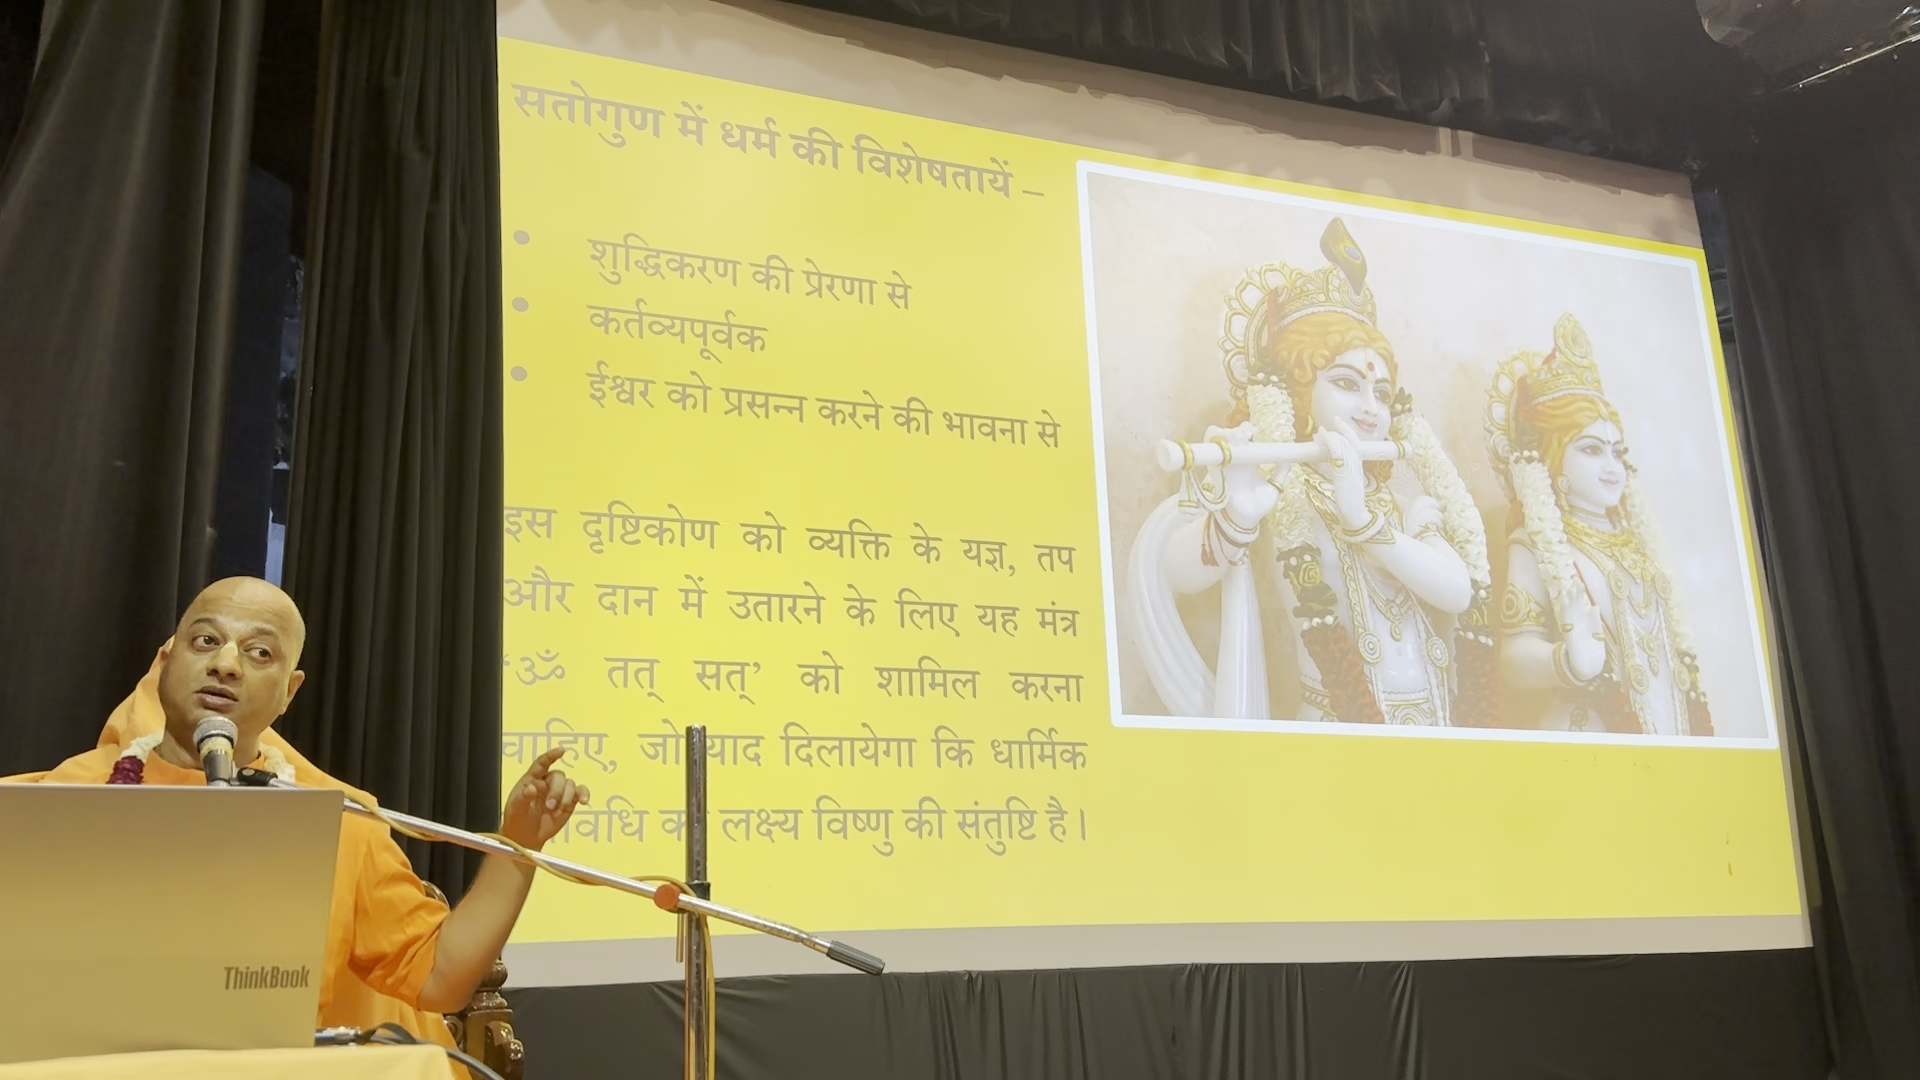 सतोगुण में धर्म की विशेषतायें –
• शुद्धिकरण की प्रेरणा से
• कर्तव्यपूर्वक
• ईश्वर को प्रसन्न करने की भावना से
इस दृष्टिकोण को व्यक्ति के यज्ञ, तप
और दान में उतारने के लिए यह मंत्र
‘ॐ तत् सत्’ को शामिल करना
चाहिए, जो याद दिलायेगा कि धार्मिक
लक्ष्य विष्णु की संतुष्टि है।
ThinkBook